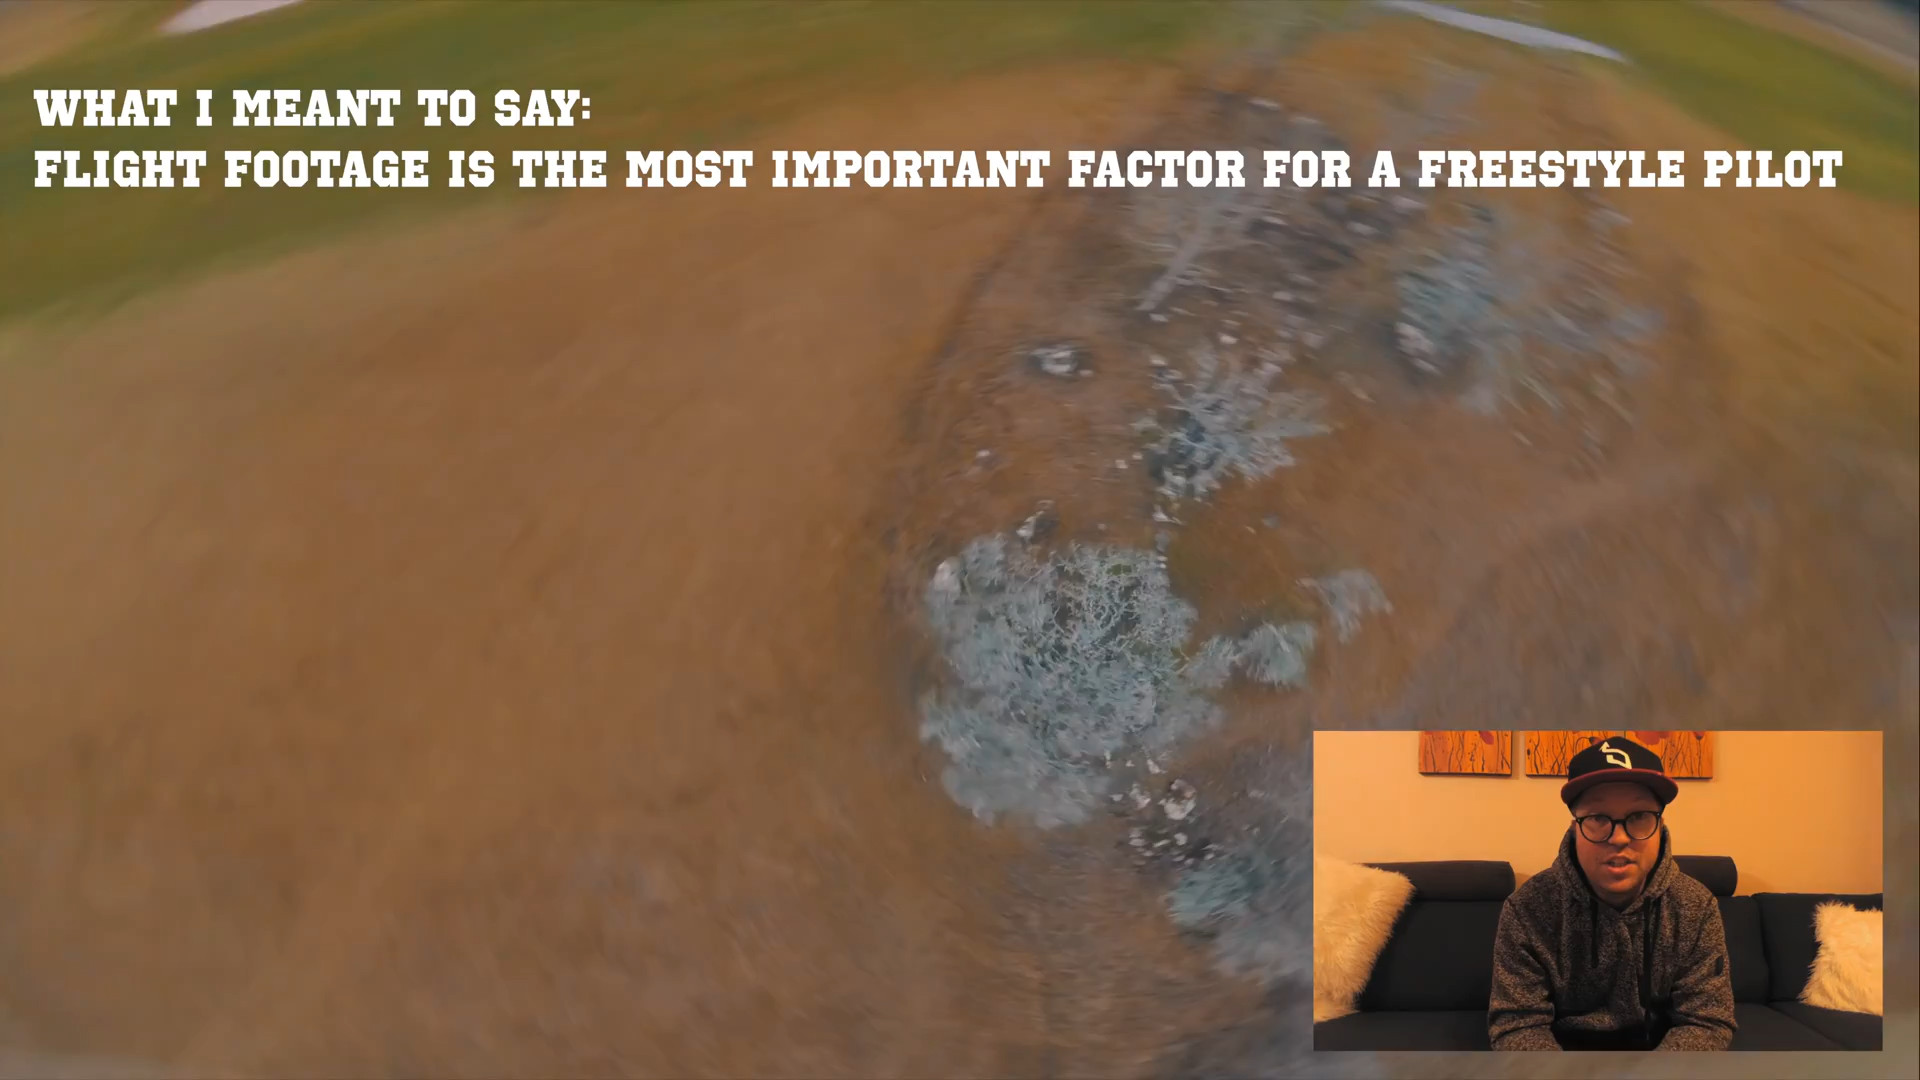 WHAT I MEANT TO SAY:
FLIGHT FOOTAGE IS THE MOST IMPORTANT FACTOR FOR A FREESTYLE PILOT